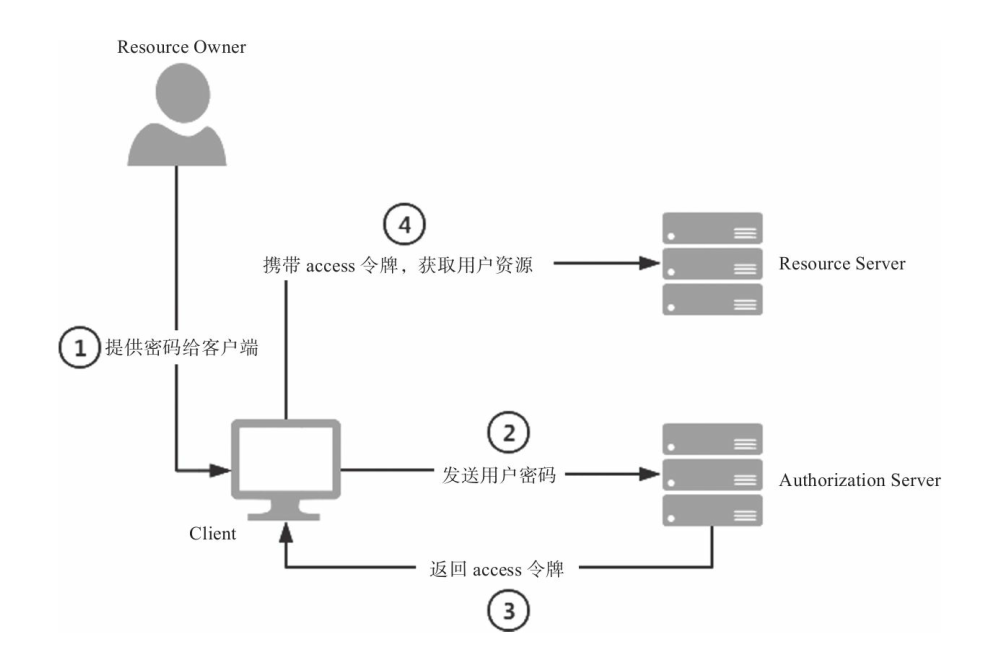 Resource Owner
4
携带 access 令牌，获取用户资源
Resource Server
1 提供密码给客户端
2
发送用户密码
Authorization Server
Client
返回 access 令牌
3